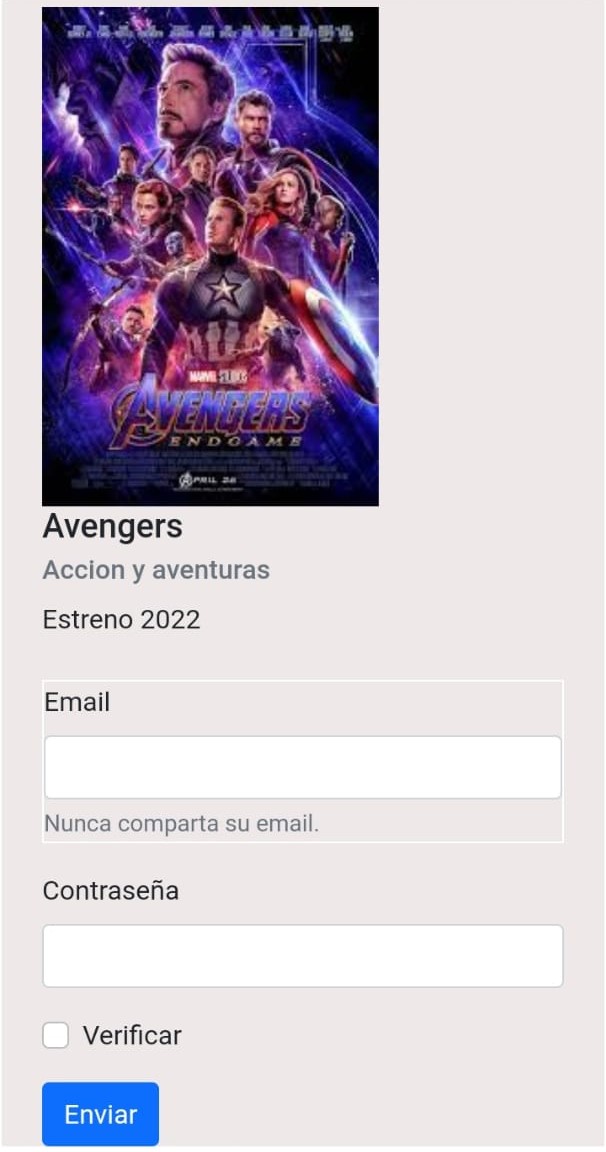 MARVEL STUDIOS
AVENGERS
ENDGAME
APRIL 26
Avengers
Accion y aventuras
Estreno 2022
Email
Nunca comparta su email.
Contraseña
Verificar
Enviar